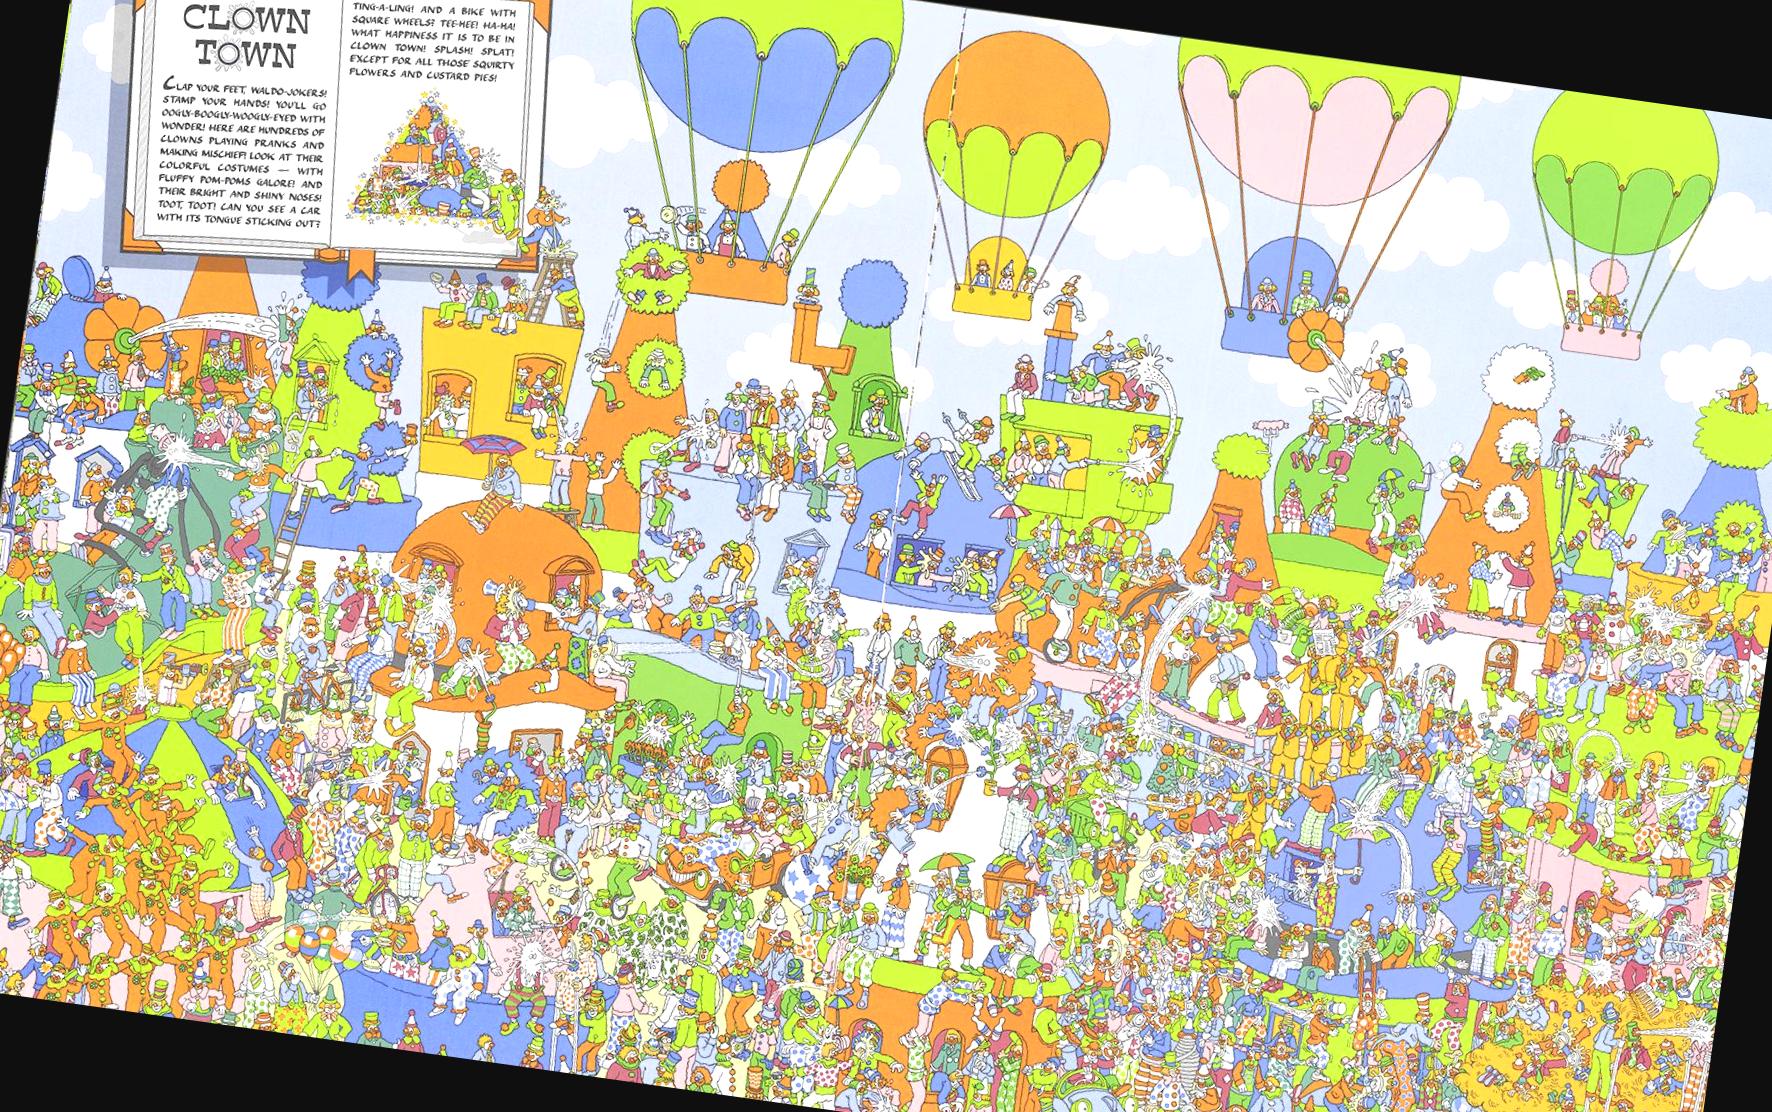 CLOWN
TOWN
CLAP YOUR FEET, WALDO-JOKERS!
STAMP YOUR HANDS! YOU'LL GO
OOGLY-BOOGLY-WOOGLY-EYED WITH
WONDER! HERE ARE HUNDREDS OF
CLOWNS PLAYING PRANKS AND
MAKING MISCHIEF! LOOK AT THEIR
COLORFUL COSTUMES — WITH
FLUFFY POM-POMS GALORE! AND
THEIR BRIGHT AND SHINY NOSES!
TOOT, TOOT! CAN YOU SEE A CAR
WITH ITS TONGUE STICKING OUT?
TING-A-LING! AND A BIKE WITH
SQUARE WHEELS? TEE-HEE! HA-HA!
WHAT HAPPINESS IT IS TO BE IN
CLOWN TOWN! SPLASH! SPLAT!
EXCEPT FOR ALL THOSE SQUIRTY
FLOWERS AND CUSTARD PIES!